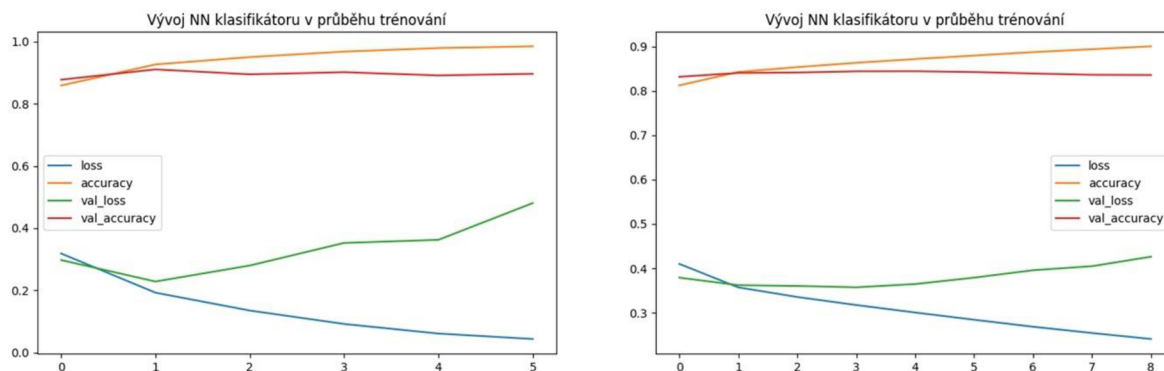 Vývoj NN klasifikátoru v průběhu trénování
1.0
0.8
0.6
0.4
0.2
0.0
loss
accuracy
val_loss
val_accuracy
0 1 2 3 4 5
Vývoj NN klasifikátoru v průběhu trénování
0.9
0.8
0.7
0.6
0.5
0.4
0.3
loss
accuracy
val_loss
val_accuracy
0 1 2 3 4 5 6 7 8